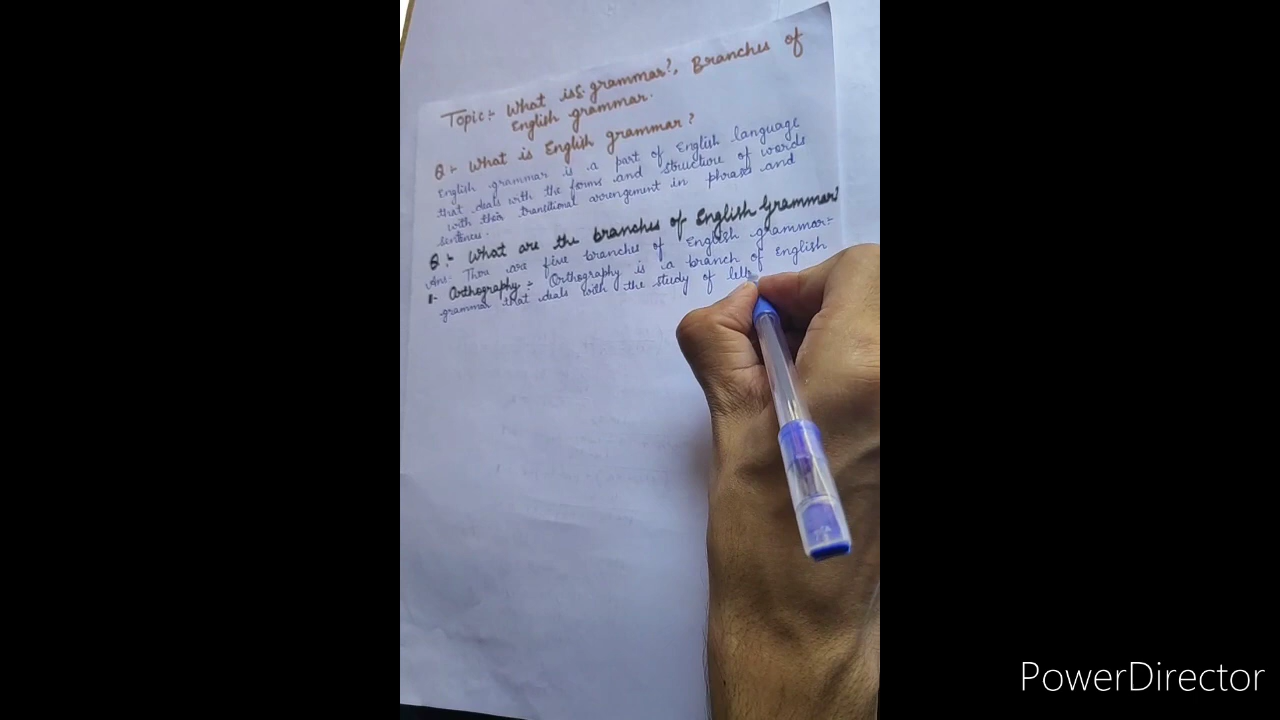 Topic:- What is E. grammar?, Branches of
English grammar.
Q:- What is English grammar?
English grammar is a part of English language
that deals with the forms and structure of words
with their transitional arrangement in phrases and
sentences.
Q:- What are the branches of English Grammar?
Ans:- There are five branches of English grammar:-
1- Orthography:- Orthography is a branch of English
grammar that deals with the study of lett
PowerDirector